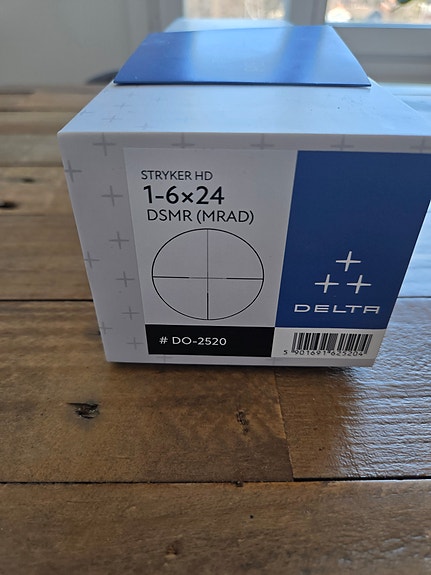 STRYKER HD
1-6×24
DSMR (MRAD)
DELTA
# DO-2520
5 901691 625204